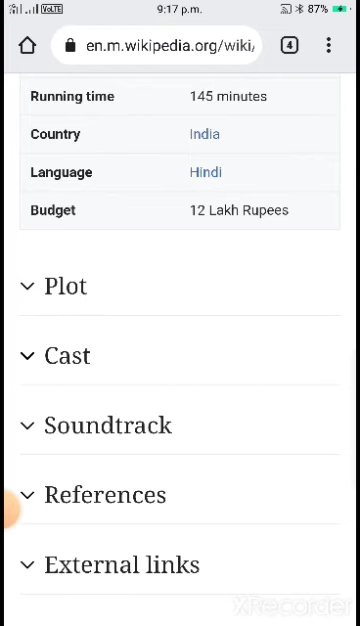 VoLTE 9:17 p.m. 87%
en.m.wikipedia.org/wiki/ 4
Running time 145 minutes
Country India
Language Hindi
Budget 12 Lakh Rupees
Plot
Cast
Soundtrack
References
External links
XRecorder